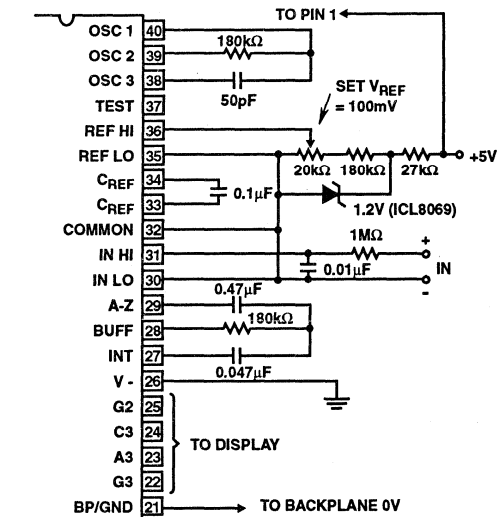 TO PIN 1
OSC 1 40
180kΩ
OSC 2 39
OSC 3 38
50pF
TEST 37
SET VREF
= 100mV
REF HI 36
REF LO 35
20kΩ 180kΩ 27kΩ
+5V
CREF 34
0.1µF
1.2V (ICL8069)
CREF 33
COMMON 32
1MΩ
+
IN HI 31
0.01µF
IN
IN LO 30
-
0.47µF
A-Z 29
180kΩ
BUFF 28
INT 27
0.047µF
V - 26
G2 25
C3 24
TO DISPLAY
A3 23
G3 22
BP/GND 21
TO BACKPLANE 0V